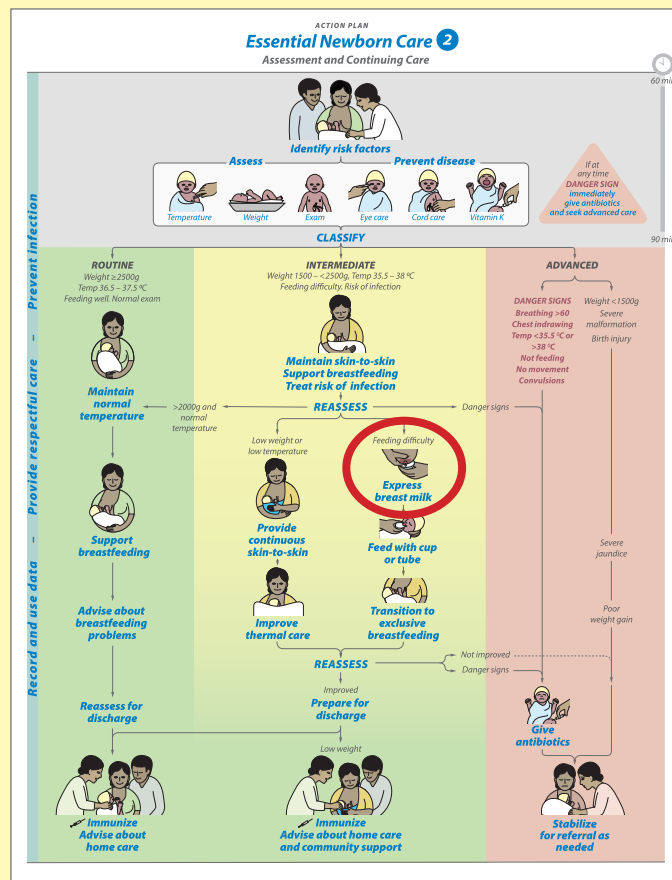 ACTION PLAN
Essential Newborn Care 2
Assessment and Continuing Care
60 min
Identify risk factors
Assess
Prevent disease
Temperature
Weight
Exam
Eye care
Cord care
Vitamin K
If at
any time
DANGER SIGN
immediately
give antibiotics
and seek advanced care
CLASSIFY
90 min
Prevent infection
–
Provide respectful care
–
Record and use data
ROUTINE
Weight ≥2500g
Temp 36.5 – 37.5 ºC
Feeding well. Normal exam
INTERMEDIATE
Weight 1500 – <2500g, Temp 35.5 – 38 ºC
Feeding difficulty. Risk of infection
ADVANCED
DANGER SIGNS
Breathing >60
Chest indrawing
Temp <35.5 ºC or
>38 ºC
Not feeding
No movement
Convulsions
Weight <1500g
Severe
malformation
Birth injury
Maintain skin-to-skin
Support breastfeeding
Treat risk of infection
Maintain
normal
temperature
>2000g and
normal
temperature
REASSESS
Danger signs
Low weight or
low temperature
Feeding difficulty
Express
breast milk
Support
breastfeeding
Provide
continuous
skin-to-skin
Feed with cup
or tube
Severe
jaundice
Advise about
breastfeeding
problems
Improve
thermal care
Transition to
exclusive
breastfeeding
Poor
weight gain
REASSESS
Not improved
Danger signs
Improved
Prepare for
discharge
Reassess for
discharge
Give
antibiotics
Low weight
Immunize
Advise about
home care
Immunize
Advise about home care
and community support
Stabilize
for referral as
needed